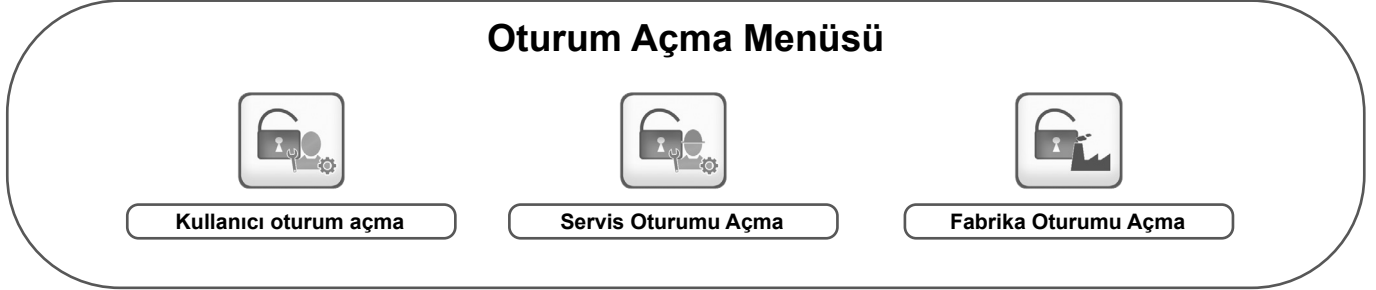 Oturum Açma Menüsü
Kullanıcı oturum açma
Servis Oturumu Açma
Fabrika Oturumu Açma